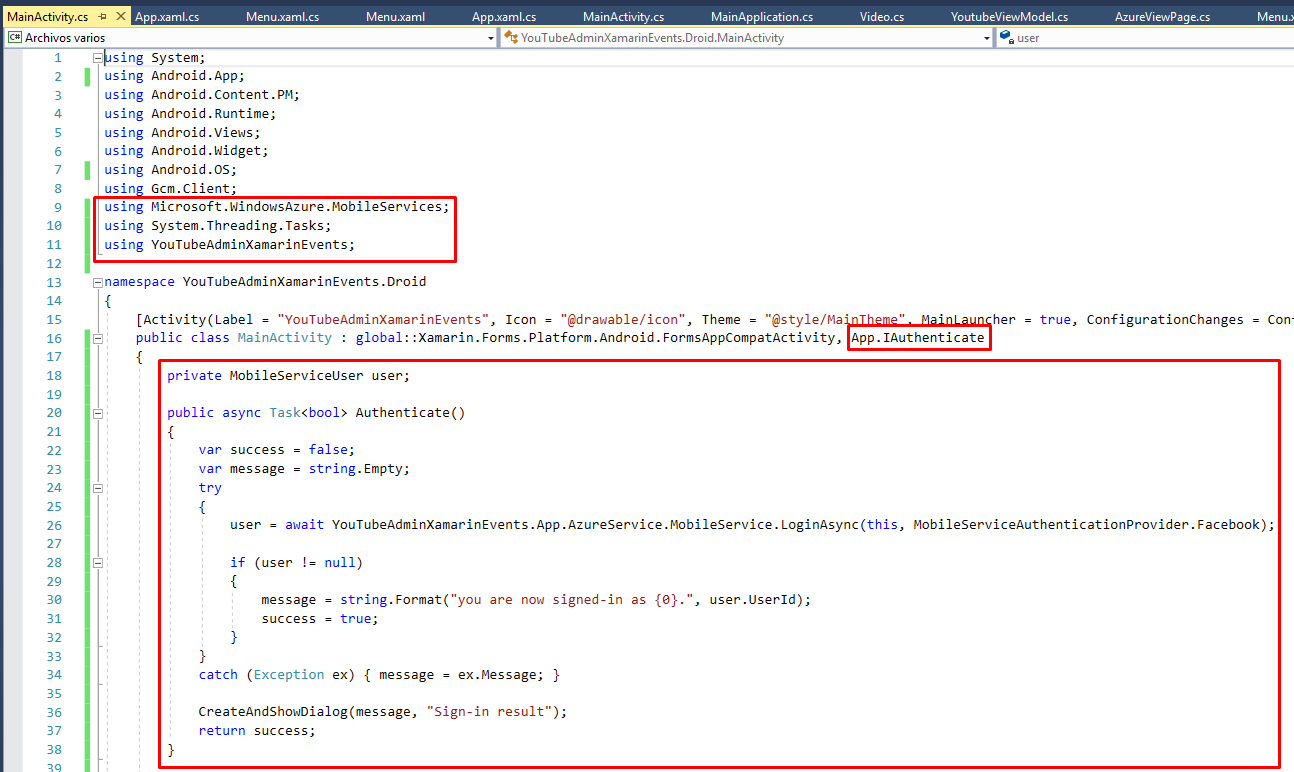 MainActivity.cs App.xaml.cs Menu.xaml.cs Menu.xaml App.xaml.cs MainActivity.cs MainApplication.cs Video.cs YoutubeViewModel.cs AzureViewPage.cs Menu.x
C# Archivos varios YouTubeAdminXamarinEvents.Droid.MainActivity user
1 using System;
2 using Android.App;
3 using Android.Content.PM;
4 using Android.Runtime;
5 using Android.Views;
6 using Android.Widget;
7 using Android.OS;
8 using Gcm.Client;
9 using Microsoft.WindowsAzure.MobileServices;
10 using System.Threading.Tasks;
11 using YouTubeAdminXamarinEvents;
12
13 namespace YouTubeAdminXamarinEvents.Droid
14 {
15 [Activity(Label = "YouTubeAdminXamarinEvents", Icon = "@drawable/icon", Theme = "@style/MainTheme", MainLauncher = true, ConfigurationChanges = Con
16 public class MainActivity : global::Xamarin.Forms.Platform.Android.FormsAppCompatActivity, App.IAuthenticate
17 {
18 private MobileServiceUser user;
19
20 public async Task<bool> Authenticate()
21 {
22 var success = false;
23 var message = string.Empty;
24 try
25 {
26 user = await YouTubeAdminXamarinEvents.App.AzureService.MobileService.LoginAsync(this, MobileServiceAuthenticationProvider.Facebook);
27
28 if (user != null)
29 {
30 message = string.Format("you are now signed-in as {0}.", user.UserId);
31 success = true;
32 }
33 }
34 catch (Exception ex) { message = ex.Message; }
35
36 CreateAndShowDialog(message, "Sign-in result");
37 return success;
38 }
39